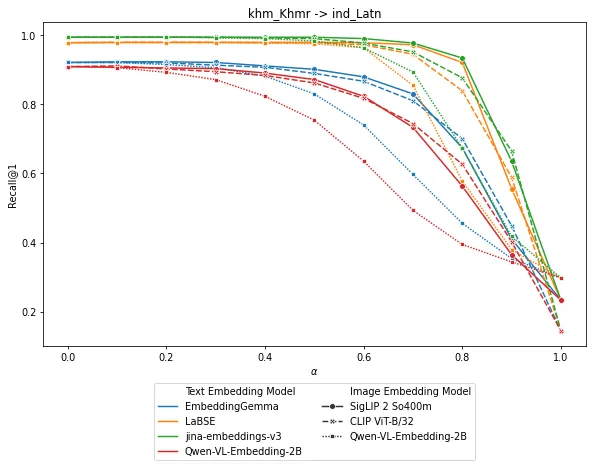 khm_Khmr -> ind_Latn
Recall@1
1.0
0.8
0.6
0.4
0.2
0.0 0.2 0.4 0.6 0.8 1.0
α
Text Embedding Model
EmbeddingGemma
LaBSE
jina-embeddings-v3
Qwen-VL-Embedding-2B
Image Embedding Model
SigLIP 2 So400m
CLIP ViT-B/32
Qwen-VL-Embedding-2B